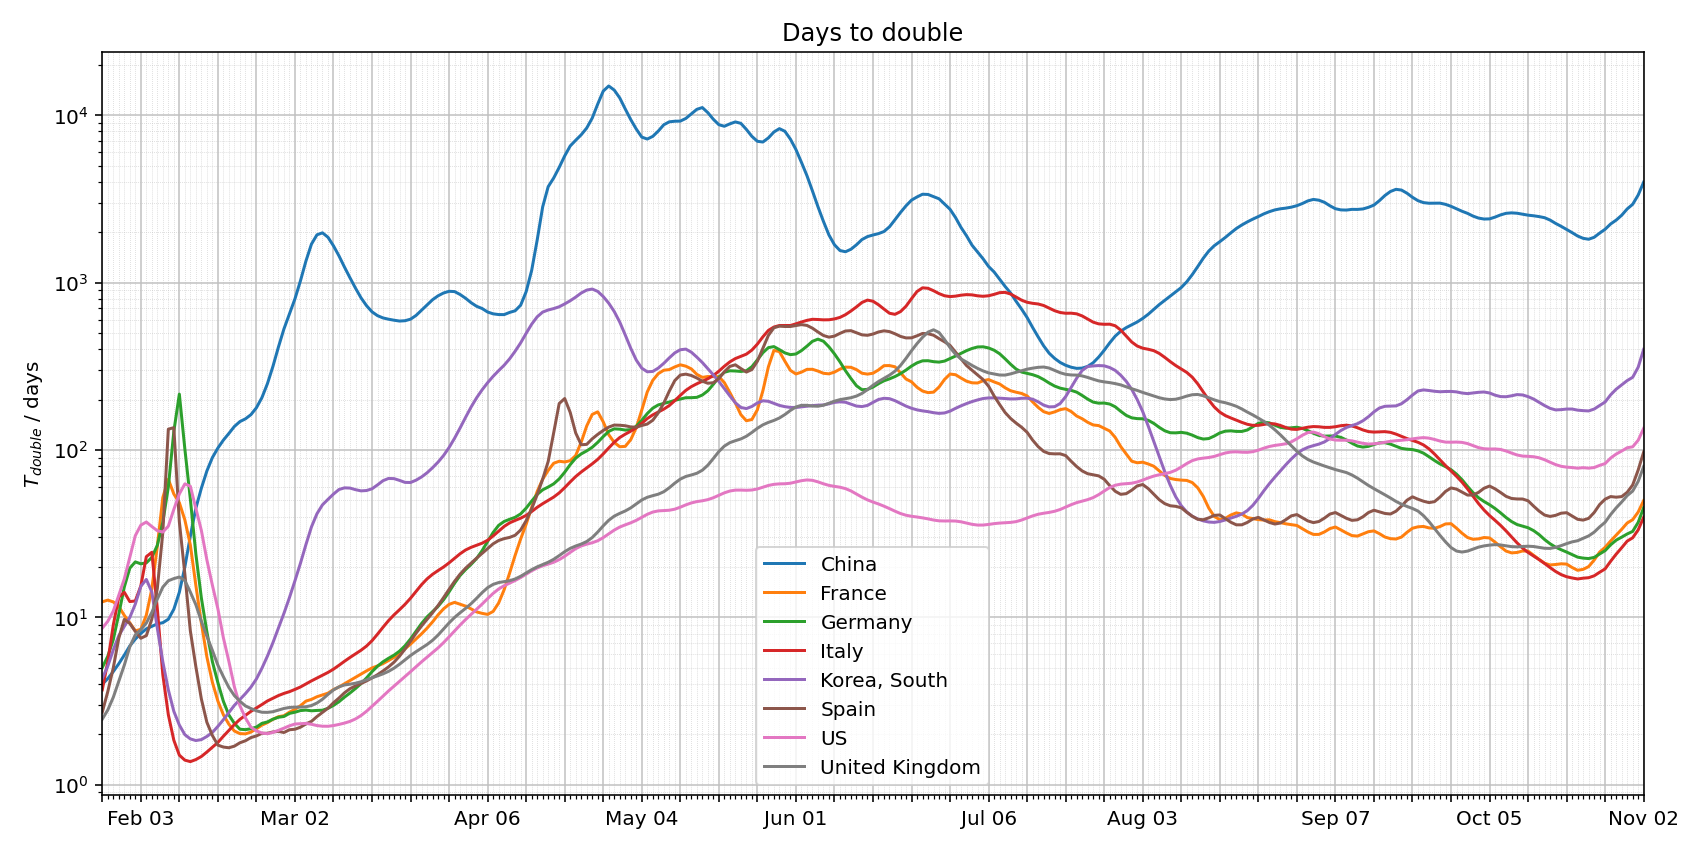 Days to double
T_double / days
10⁴
10³
10²
10¹
10⁰
China
France
Germany
Italy
Korea, South
Spain
US
United Kingdom
Feb 03 Mar 02 Apr 06 May 04 Jun 01 Jul 06 Aug 03 Sep 07 Oct 05 Nov 02